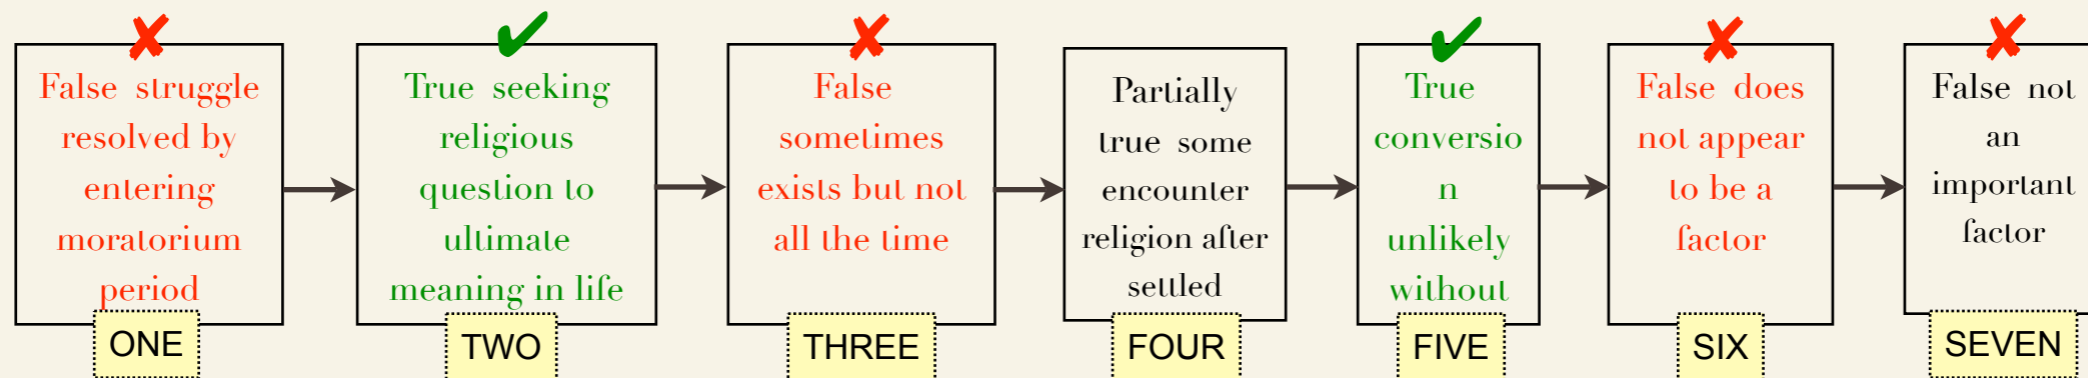 False struggle
resolved by
entering
moratorium
period
ONE
True seeking
religious
question to
ultimate
meaning in life
TWO
False
sometimes
exists but not
all the time
THREE
Partially
true some
encounter
religion after
settled
FOUR
True
conversio
n
unlikely
without
FIVE
False does
not appear
to be a
factor
SIX
False not
an
important
factor
SEVEN